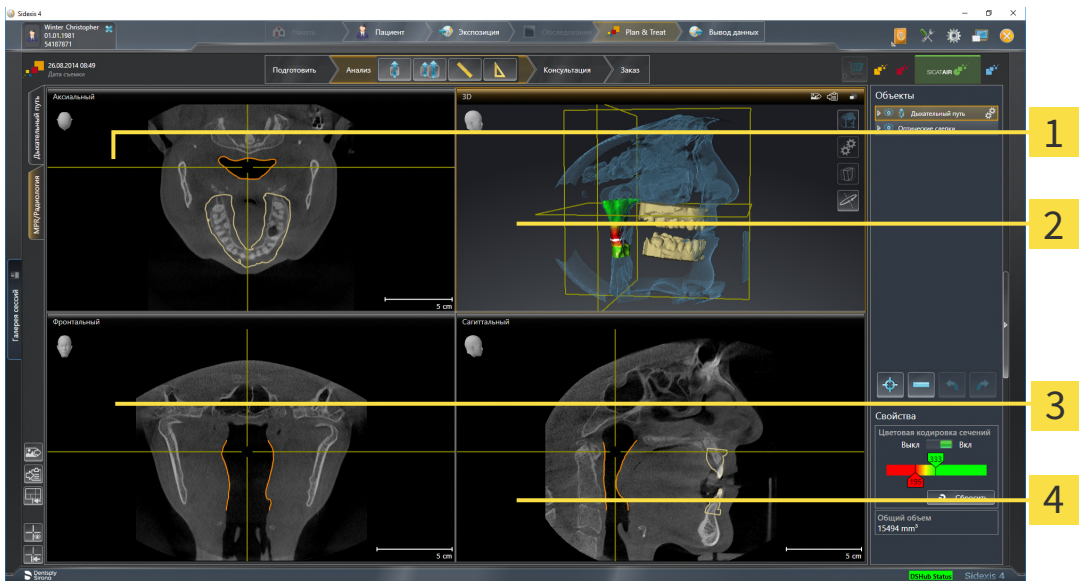 Sidexis 4
Winter Christopher
01.01.1981
54187871
Пациент
Экспозиция
Обследование
Plan & Treat
Вывод данных
26.08.2014 08:49
Дата съемки
Подготовить
Анализ
Консультация
Заказ
SICAT AIR
Дыхательный путь
MPR/Радиология
Галерея сессий
Аксиальный
5 cm
3D
Фронтальный
5 cm
Сагиттальный
5 cm
Объекты
Дыхательный путь
Оптические слепки
Свойства
Цветовая кодировка сечений
Выкл
Вкл
333
195
Сбросить
Общий объем
15494 mm³
1
2
3
4
Dentsply
Sirona
DSHub Status
Sidexis 4